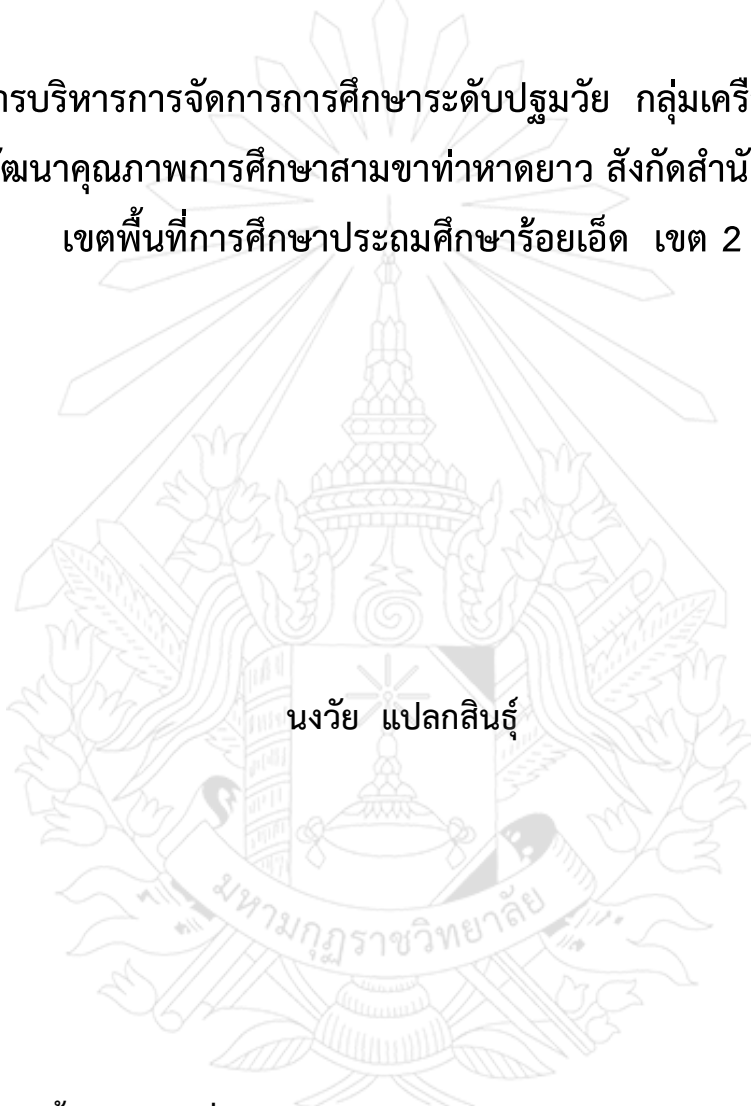 ารบริหารการจัดการการศึกษาระดับปฐมวัย กลุ่มเครื
ัฒนาคุณภาพการศึกษาสามขาท่าหาดยาว สังกัดสำนั
เขตพื้นที่การศึกษาประถมศึกษาร้อยเอ็ด เขต 2
นงวัย แปลกสินธุ์
มหามกุฏราชวิทยาลัย